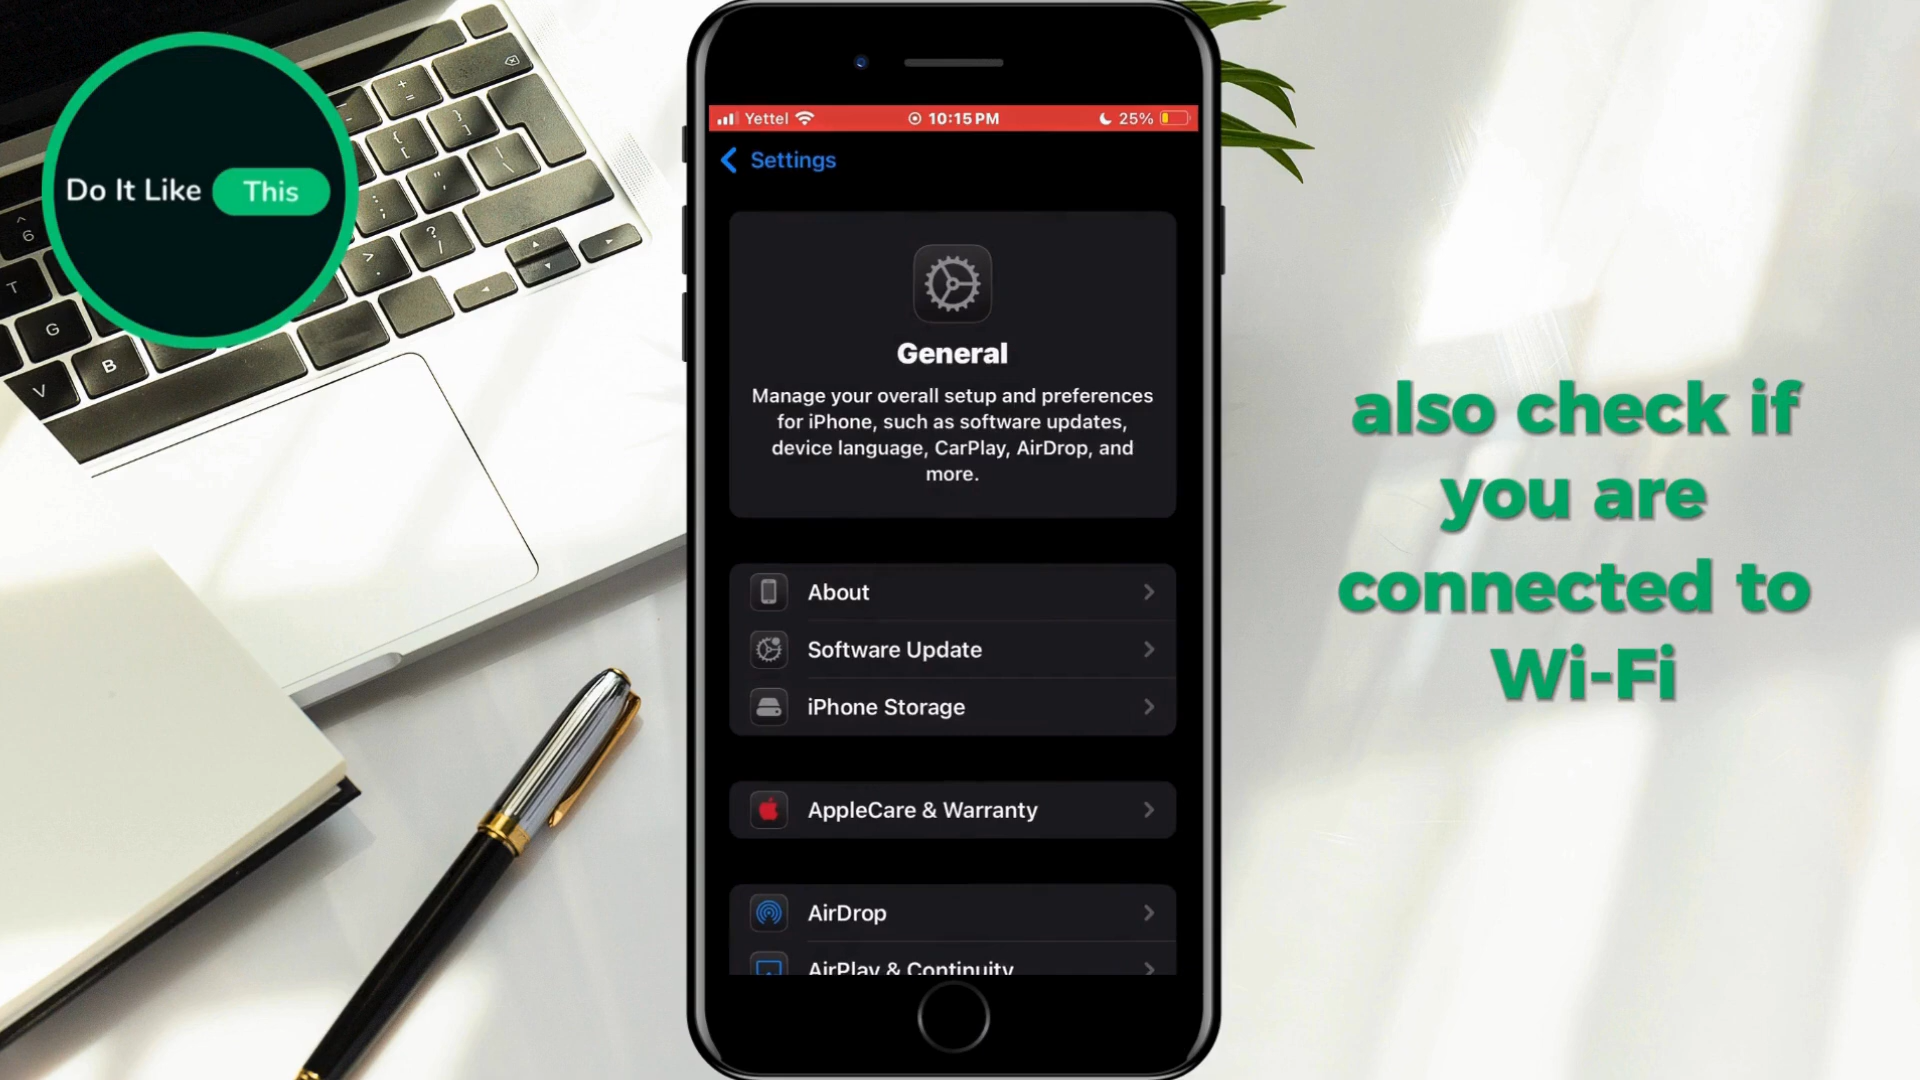 Do It Like This
Yettel 10:15 PM 25%
Settings
General
Manage your overall setup and preferences
for iPhone, such as software updates,
device language, CarPlay, AirDrop, and
more.
About
Software Update
iPhone Storage
AppleCare & Warranty
AirDrop
AirPlay & Continuity
also check if
you are
connected to
Wi-Fi
6
T
G
V
B